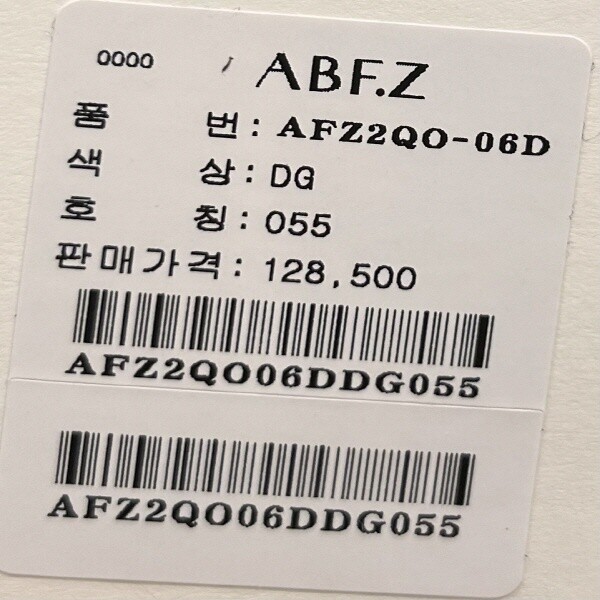 0000 ABF.Z
품 번 : AFZ2QO-06D
색 상 : DG
호 칭 : 055
판매가격 : 128,500
AFZ2QO06DDG055
AFZ2QO06DDG055